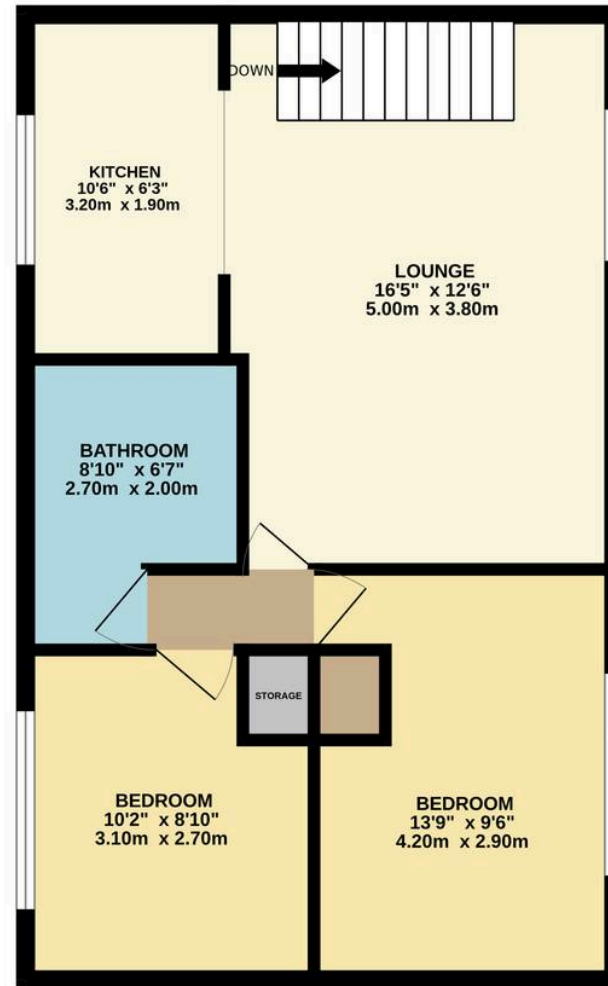 DOWN
KITCHEN
10'6" x 6'3"
3.20m x 1.90m
LOUNGE
16'5" x 12'6"
5.00m x 3.80m
BATHROOM
8'10" x 6'7"
2.70m x 2.00m
STORAGE
BEDROOM
10'2" x 8'10"
3.10m x 2.70m
BEDROOM
13'9" x 9'6"
4.20m x 2.90m